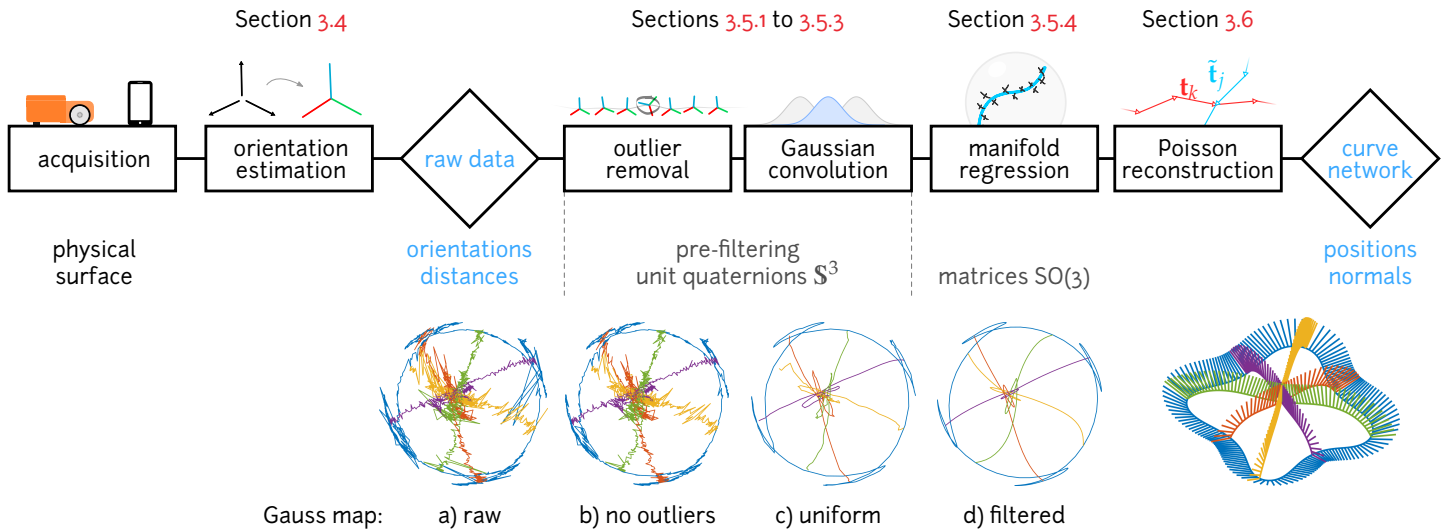 Section 3.4
Sections 3.5.1 to 3.5.3
Section 3.5.4
Section 3.6
t_k
t̃_j
acquisition
orientation
estimation
raw data
outlier
removal
Gaussian
convolution
manifold
regression
Poisson
reconstruction
curve
network
physical
surface
orientations
distances
pre-filtering
unit quaternions 𝕊³
matrices SO(3)
positions
normals
Gauss map:
a) raw
b) no outliers
c) uniform
d) filtered